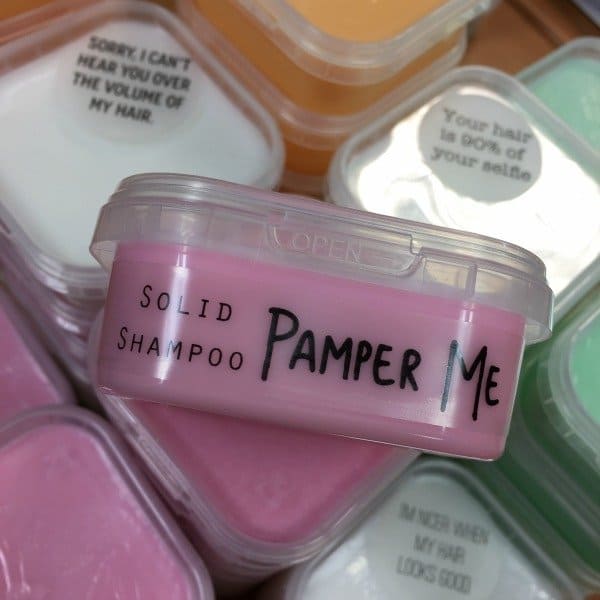 SORRY, I CAN'T
HEAR YOU OVER
THE VOLUME OF
MY HAIR.
Your hair
is 90% of
your selfie
OPEN
SOLID
SHAMPOO
PAMPER ME
I'M NICER WHEN
MY HAIR
LOOKS GOOD